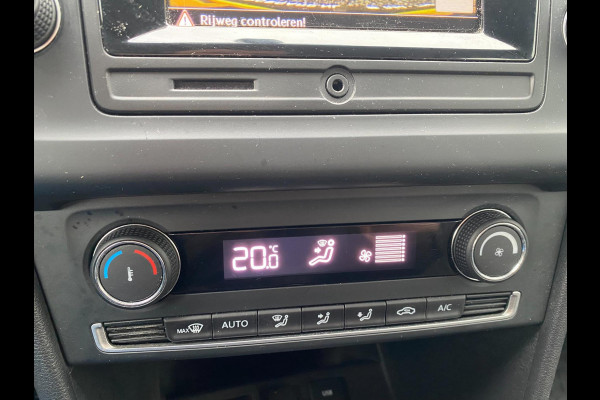 Rijweg controleren!
20.0 °C
MAX AUTO A/C